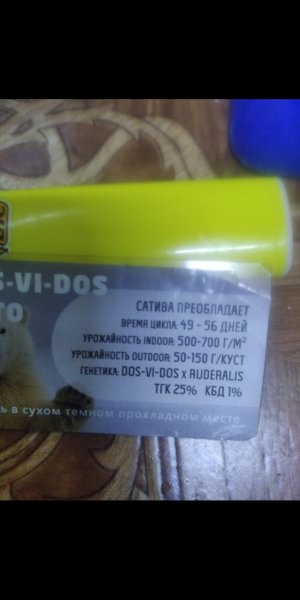 BIC
S-VI-DOS
TO
САТИВА ПРЕОБЛАДАЕТ
ВРЕМЯ ЦИКЛА: 49 - 56 ДНЕЙ
УРОЖАЙНОСТЬ INDOOR: 500-700 Г/М²
УРОЖАЙНОСТЬ OUTDOOR: 50-150 Г/КУСТ
ГЕНЕТИКА: DOS-VI-DOS x RUDERALIS
ТГК 25% КБД 1%
Ь В СУХОМ ТЕМНОМ ПРОХЛАДНОМ МЕСТЕ